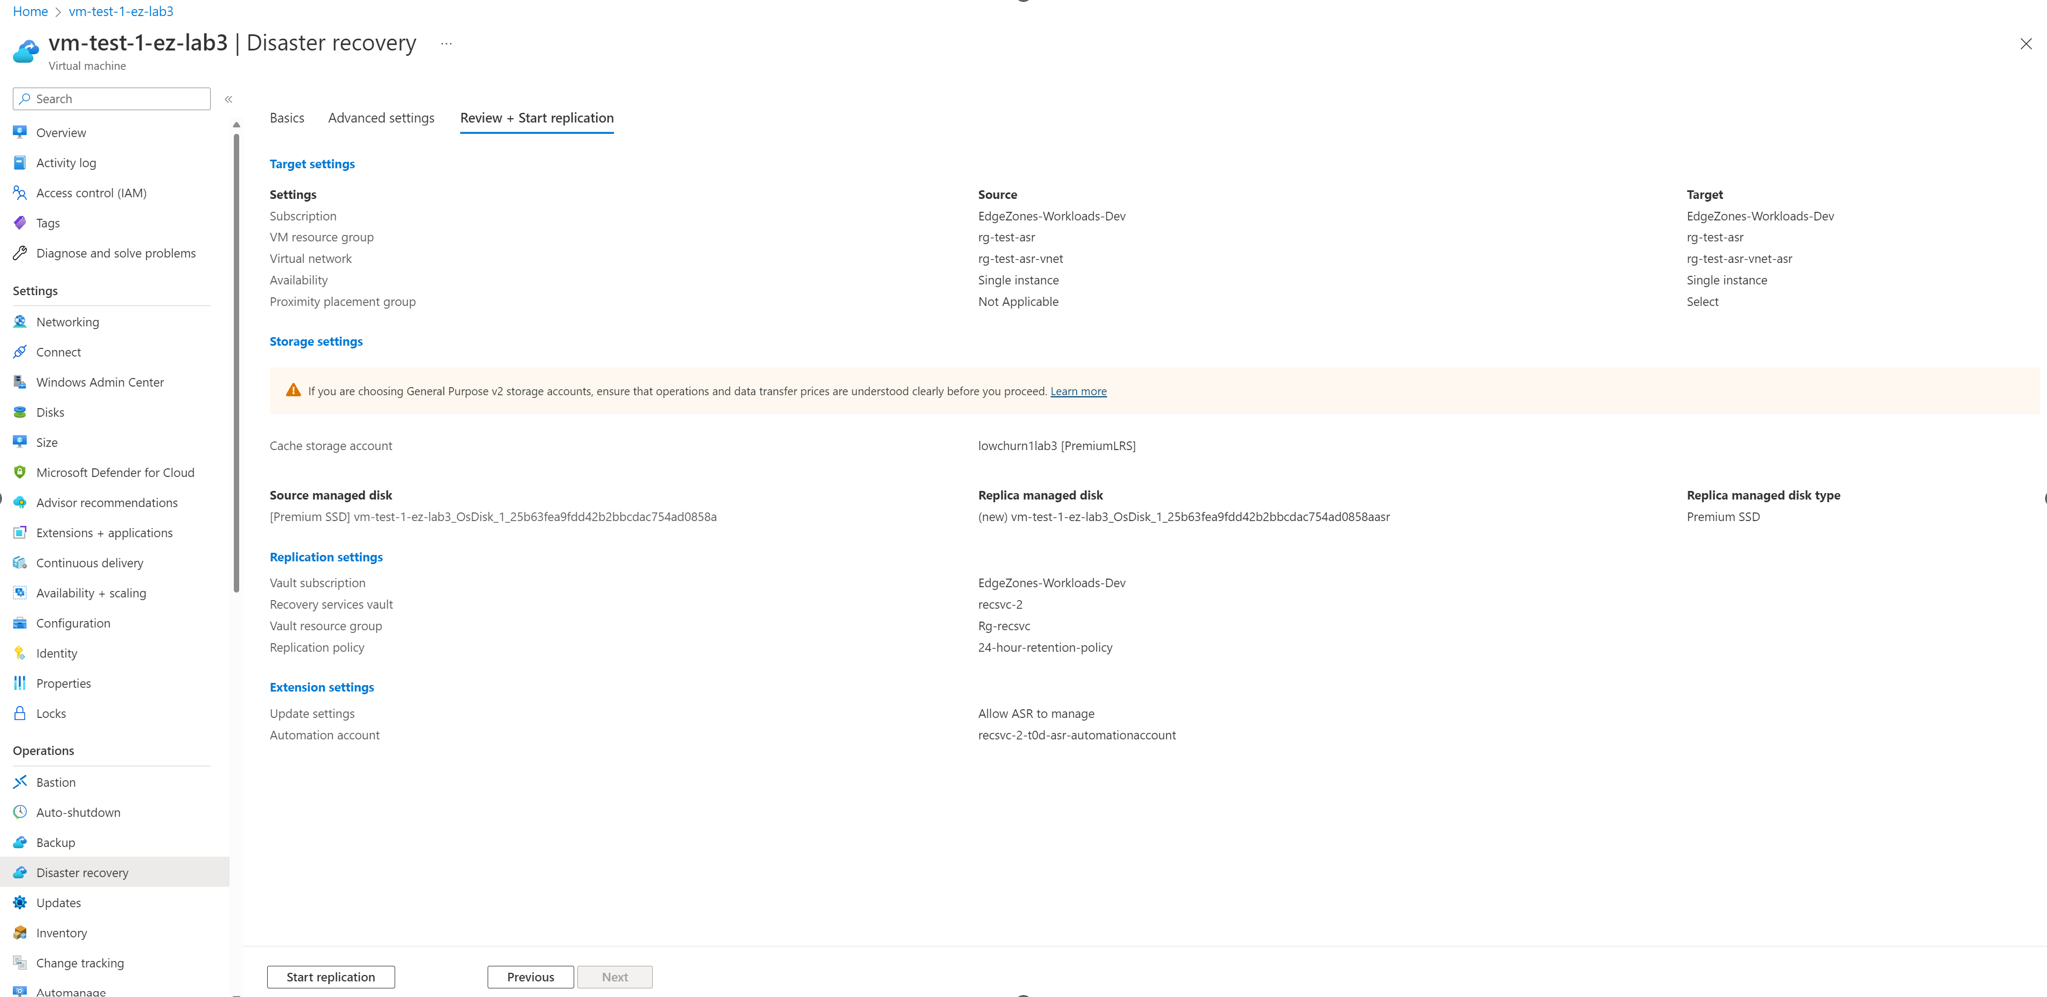 Home > vm-test-1-ez-lab3
vm-test-1-ez-lab3 | Disaster recovery ...
Virtual machine
Search
Overview
Activity log
Access control (IAM)
Tags
Diagnose and solve problems
Settings
Networking
Connect
Windows Admin Center
Disks
Size
Microsoft Defender for Cloud
Advisor recommendations
Extensions + applications
Continuous delivery
Availability + scaling
Configuration
Identity
Properties
Locks
Operations
Bastion
Auto-shutdown
Backup
Disaster recovery
Updates
Inventory
Change tracking
Automanage
Basics Advanced settings Review + Start replication
Target settings
Settings Source Target
Subscription EdgeZones-Workloads-Dev EdgeZones-Workloads-Dev
VM resource group rg-test-asr rg-test-asr
Virtual network rg-test-asr-vnet rg-test-asr-vnet-asr
Availability Single instance Single instance
Proximity placement group Not Applicable Select
Storage settings
If you are choosing General Purpose v2 storage accounts, ensure that operations and data transfer prices are understood clearly before you proceed. Learn more
Cache storage account lowchurn1lab3 [PremiumLRS]
Source managed disk Replica managed disk Replica managed disk type
[Premium SSD] vm-test-1-ez-lab3_OsDisk_1_25b63fea9fdd42b2bbcdac754ad0858a (new) vm-test-1-ez-lab3_OsDisk_1_25b63fea9fdd42b2bbcdac754ad0858aasr Premium SSD
Replication settings
Vault subscription EdgeZones-Workloads-Dev
Recovery services vault recsvc-2
Vault resource group Rg-recsvc
Replication policy 24-hour-retention-policy
Extension settings
Update settings Allow ASR to manage
Automation account recsvc-2-t0d-asr-automationaccount
Start replication Previous Next